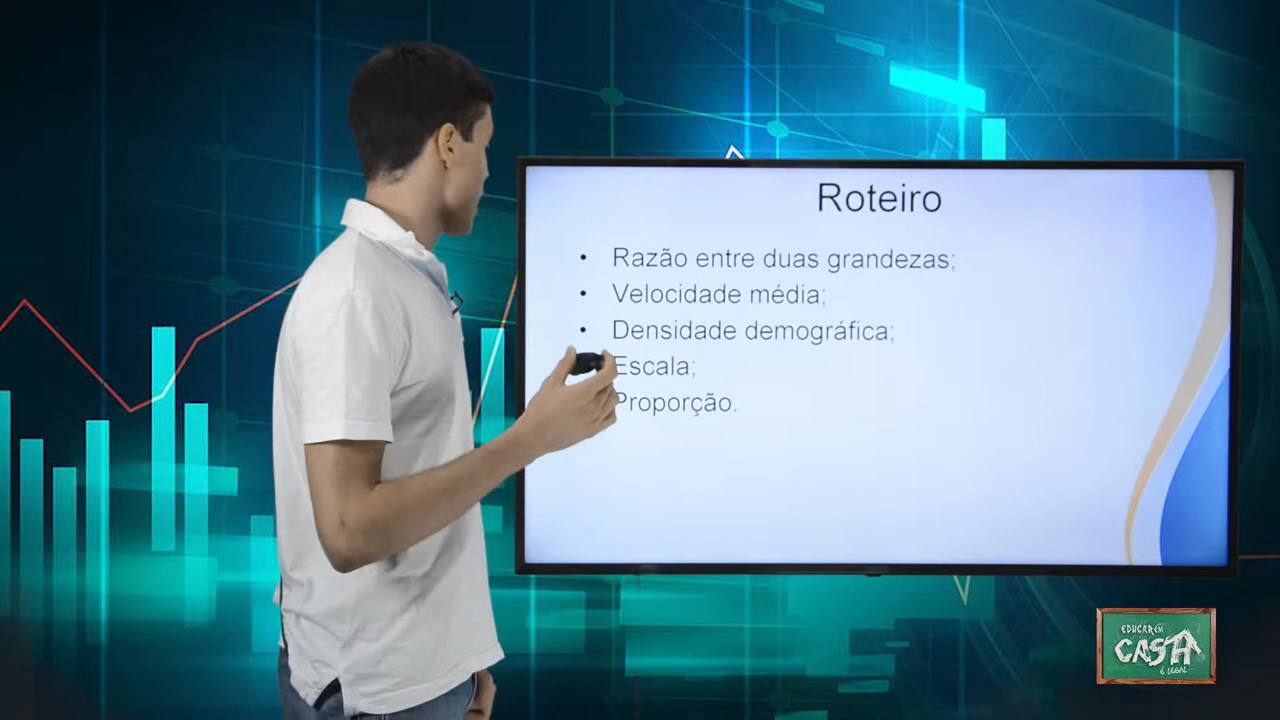 Roteiro
• Razão entre duas grandezas;
• Velocidade média;
• Densidade demográfica;
Escala;
Proporção.
EDUCAR EM
CASA
É LEGAL